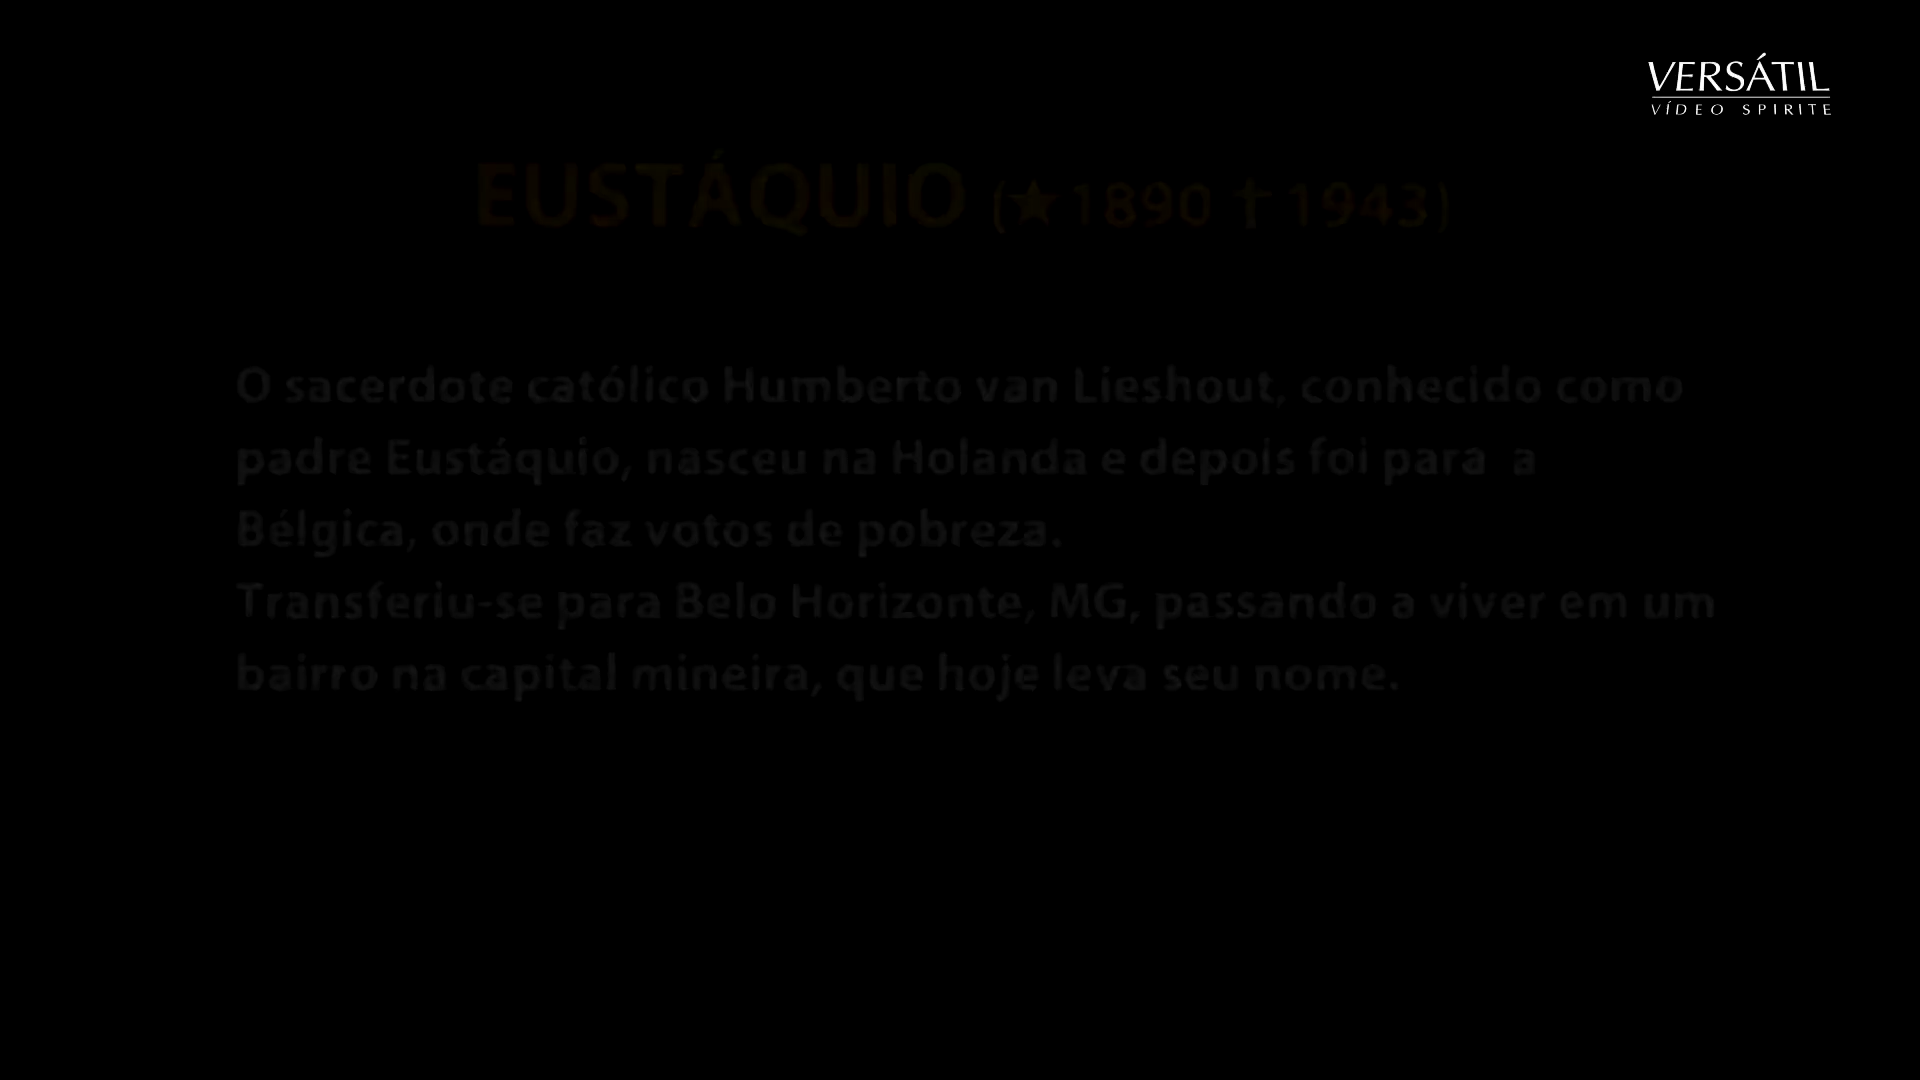 VERSÁTIL
VÍDEO SPIRITE
EUSTÁQUIO (★1890 ✝1943)
O sacerdote católico Humberto van Lieshout, conhecido como
padre Eustáquio, nasceu na Holanda e depois foi para a
Bélgica, onde faz votos de pobreza.
Transferiu-se para Belo Horizonte, MG, passando a viver em um
bairro na capital mineira, que hoje leva seu nome.